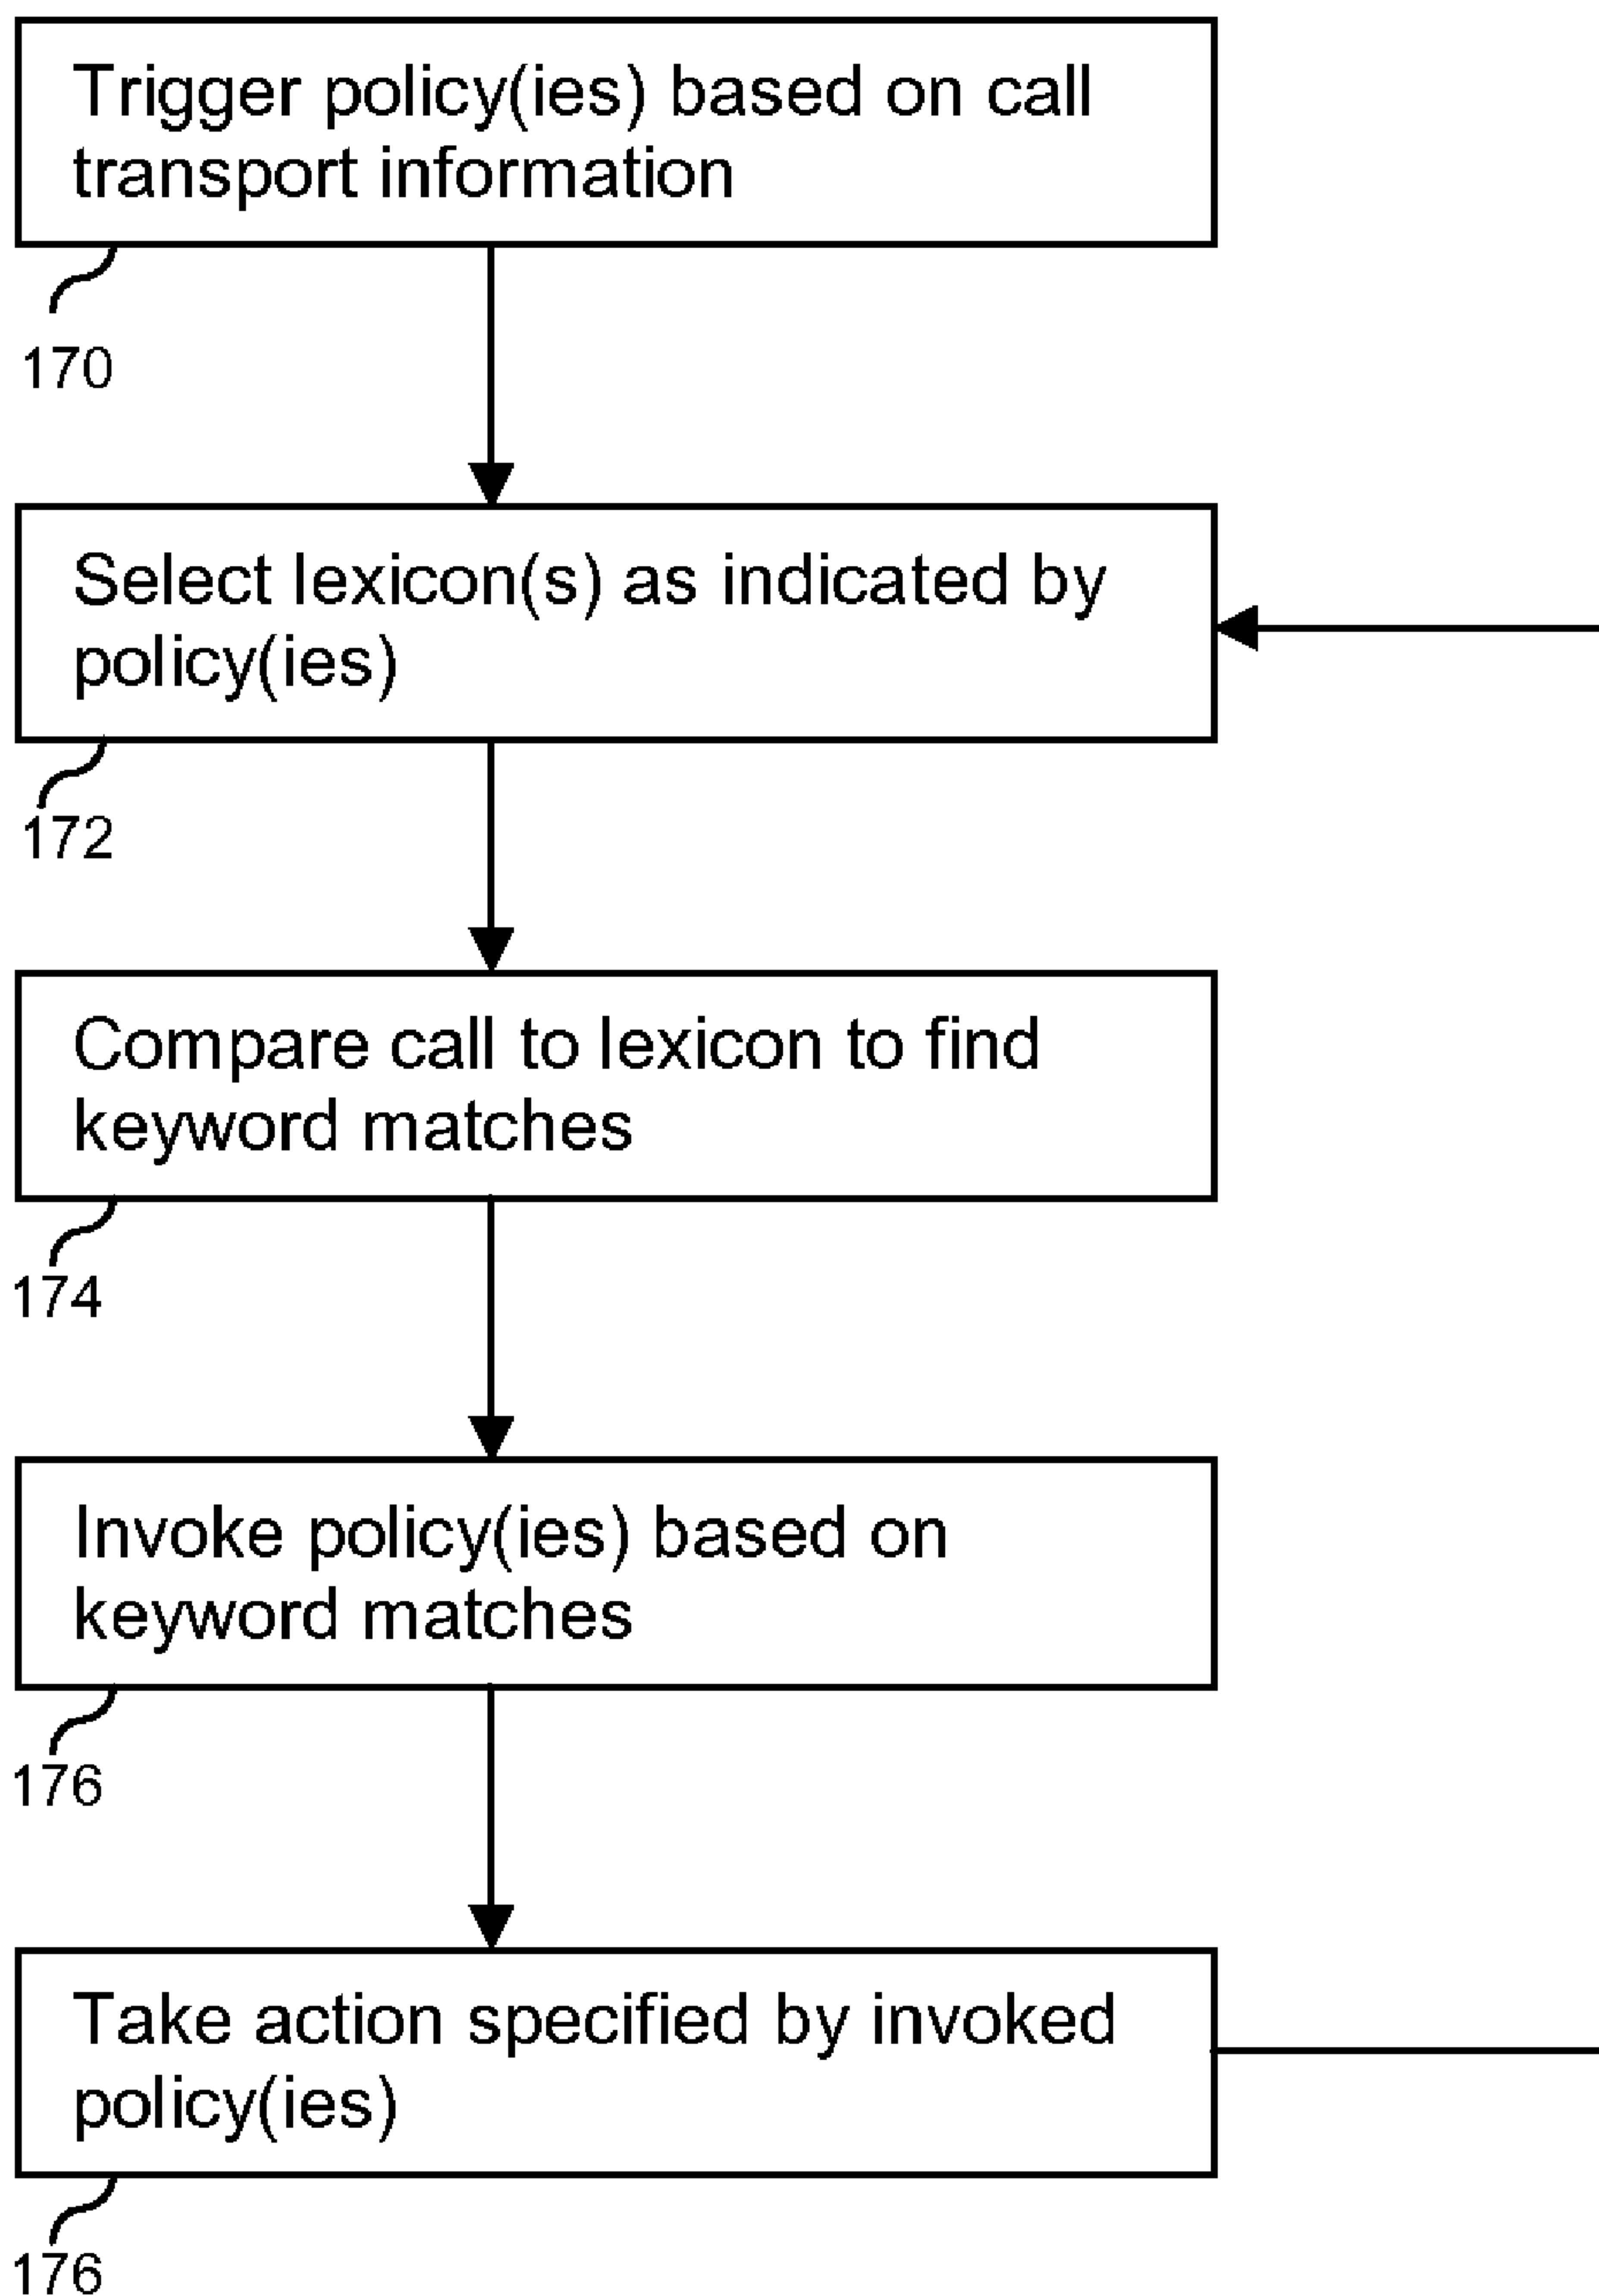 Trigger policy(ies) based on call
transport information
170
Select lexicon(s) as indicated by
policy(ies)
172
Compare call to lexicon to find
keyword matches
174
Invoke policy(ies) based on
keyword matches
176
Take action specified by invoked
policy(ies)
176